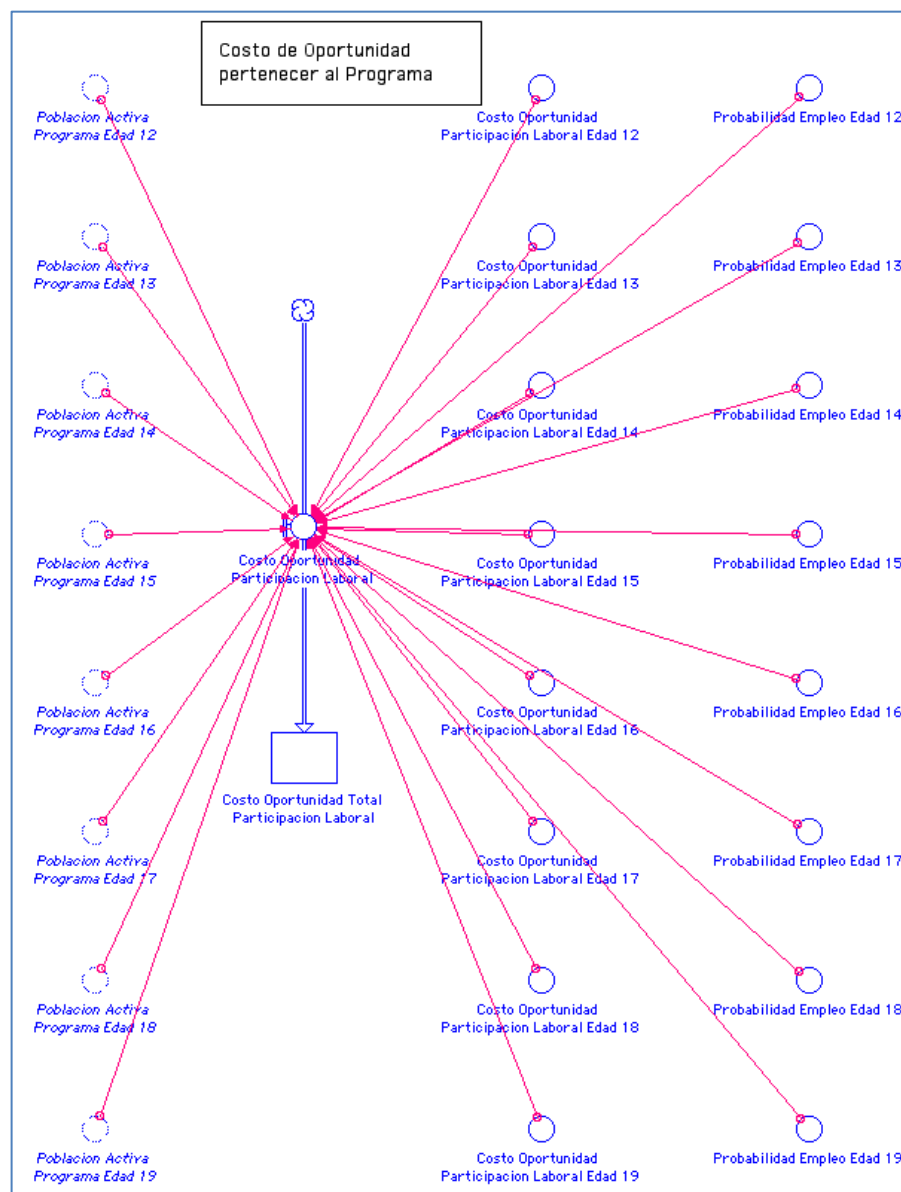 Costo de Oportunidad
pertenecer al Programa
Poblacion Activa
Programa Edad 12
Costo Oportunidad
Participacion Laboral Edad 12
Probabilidad Empleo Edad 12
Poblacion Activa
Programa Edad 13
Costo Oportunidad
Participacion Laboral Edad 13
Probabilidad Empleo Edad 13
Poblacion Activa
Programa Edad 14
Costo Oportunidad
Participacion Laboral Edad 14
Probabilidad Empleo Edad 14
Poblacion Activa
Programa Edad 15
Costo Oportunidad
Participacion Laboral
Costo Oportunidad
Participacion Laboral Edad 15
Probabilidad Empleo Edad 15
Poblacion Activa
Programa Edad 16
Costo Oportunidad
Participacion Laboral Edad 16
Probabilidad Empleo Edad 16
Costo Oportunidad Total
Participacion Laboral
Poblacion Activa
Programa Edad 17
Costo Oportunidad
Participacion Laboral Edad 17
Probabilidad Empleo Edad 17
Poblacion Activa
Programa Edad 18
Costo Oportunidad
Participacion Laboral Edad 18
Probabilidad Empleo Edad 18
Poblacion Activa
Programa Edad 19
Costo Oportunidad
Participacion Laboral Edad 19
Probabilidad Empleo Edad 19